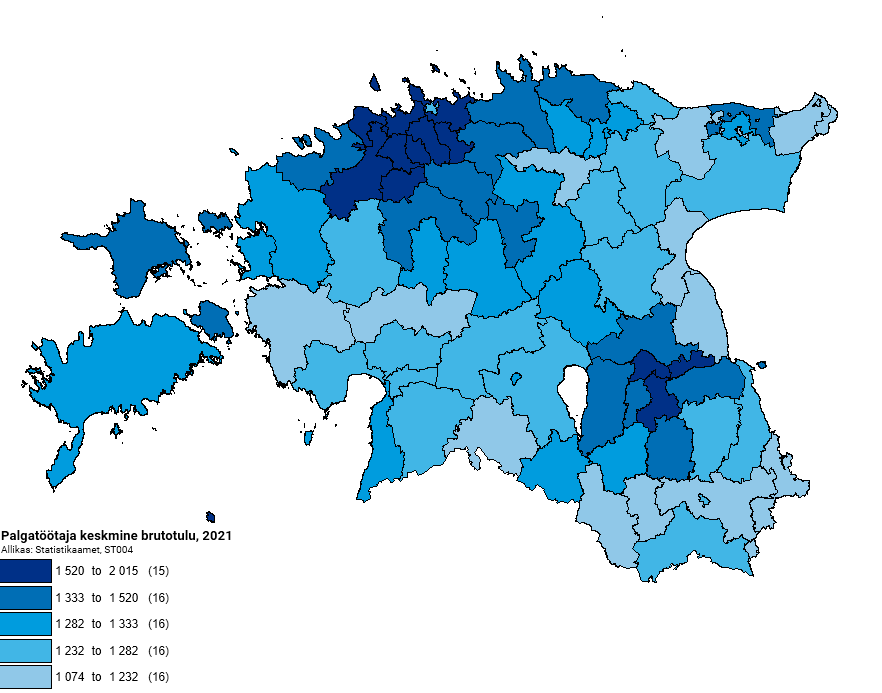 Palgatöötaja keskmine brutotulu, 2021
Allikas: Statistikaamet, ST004
1 520 to 2 015 (15)
1 333 to 1 520 (16)
1 282 to 1 333 (16)
1 232 to 1 282 (16)
1 074 to 1 232 (16)